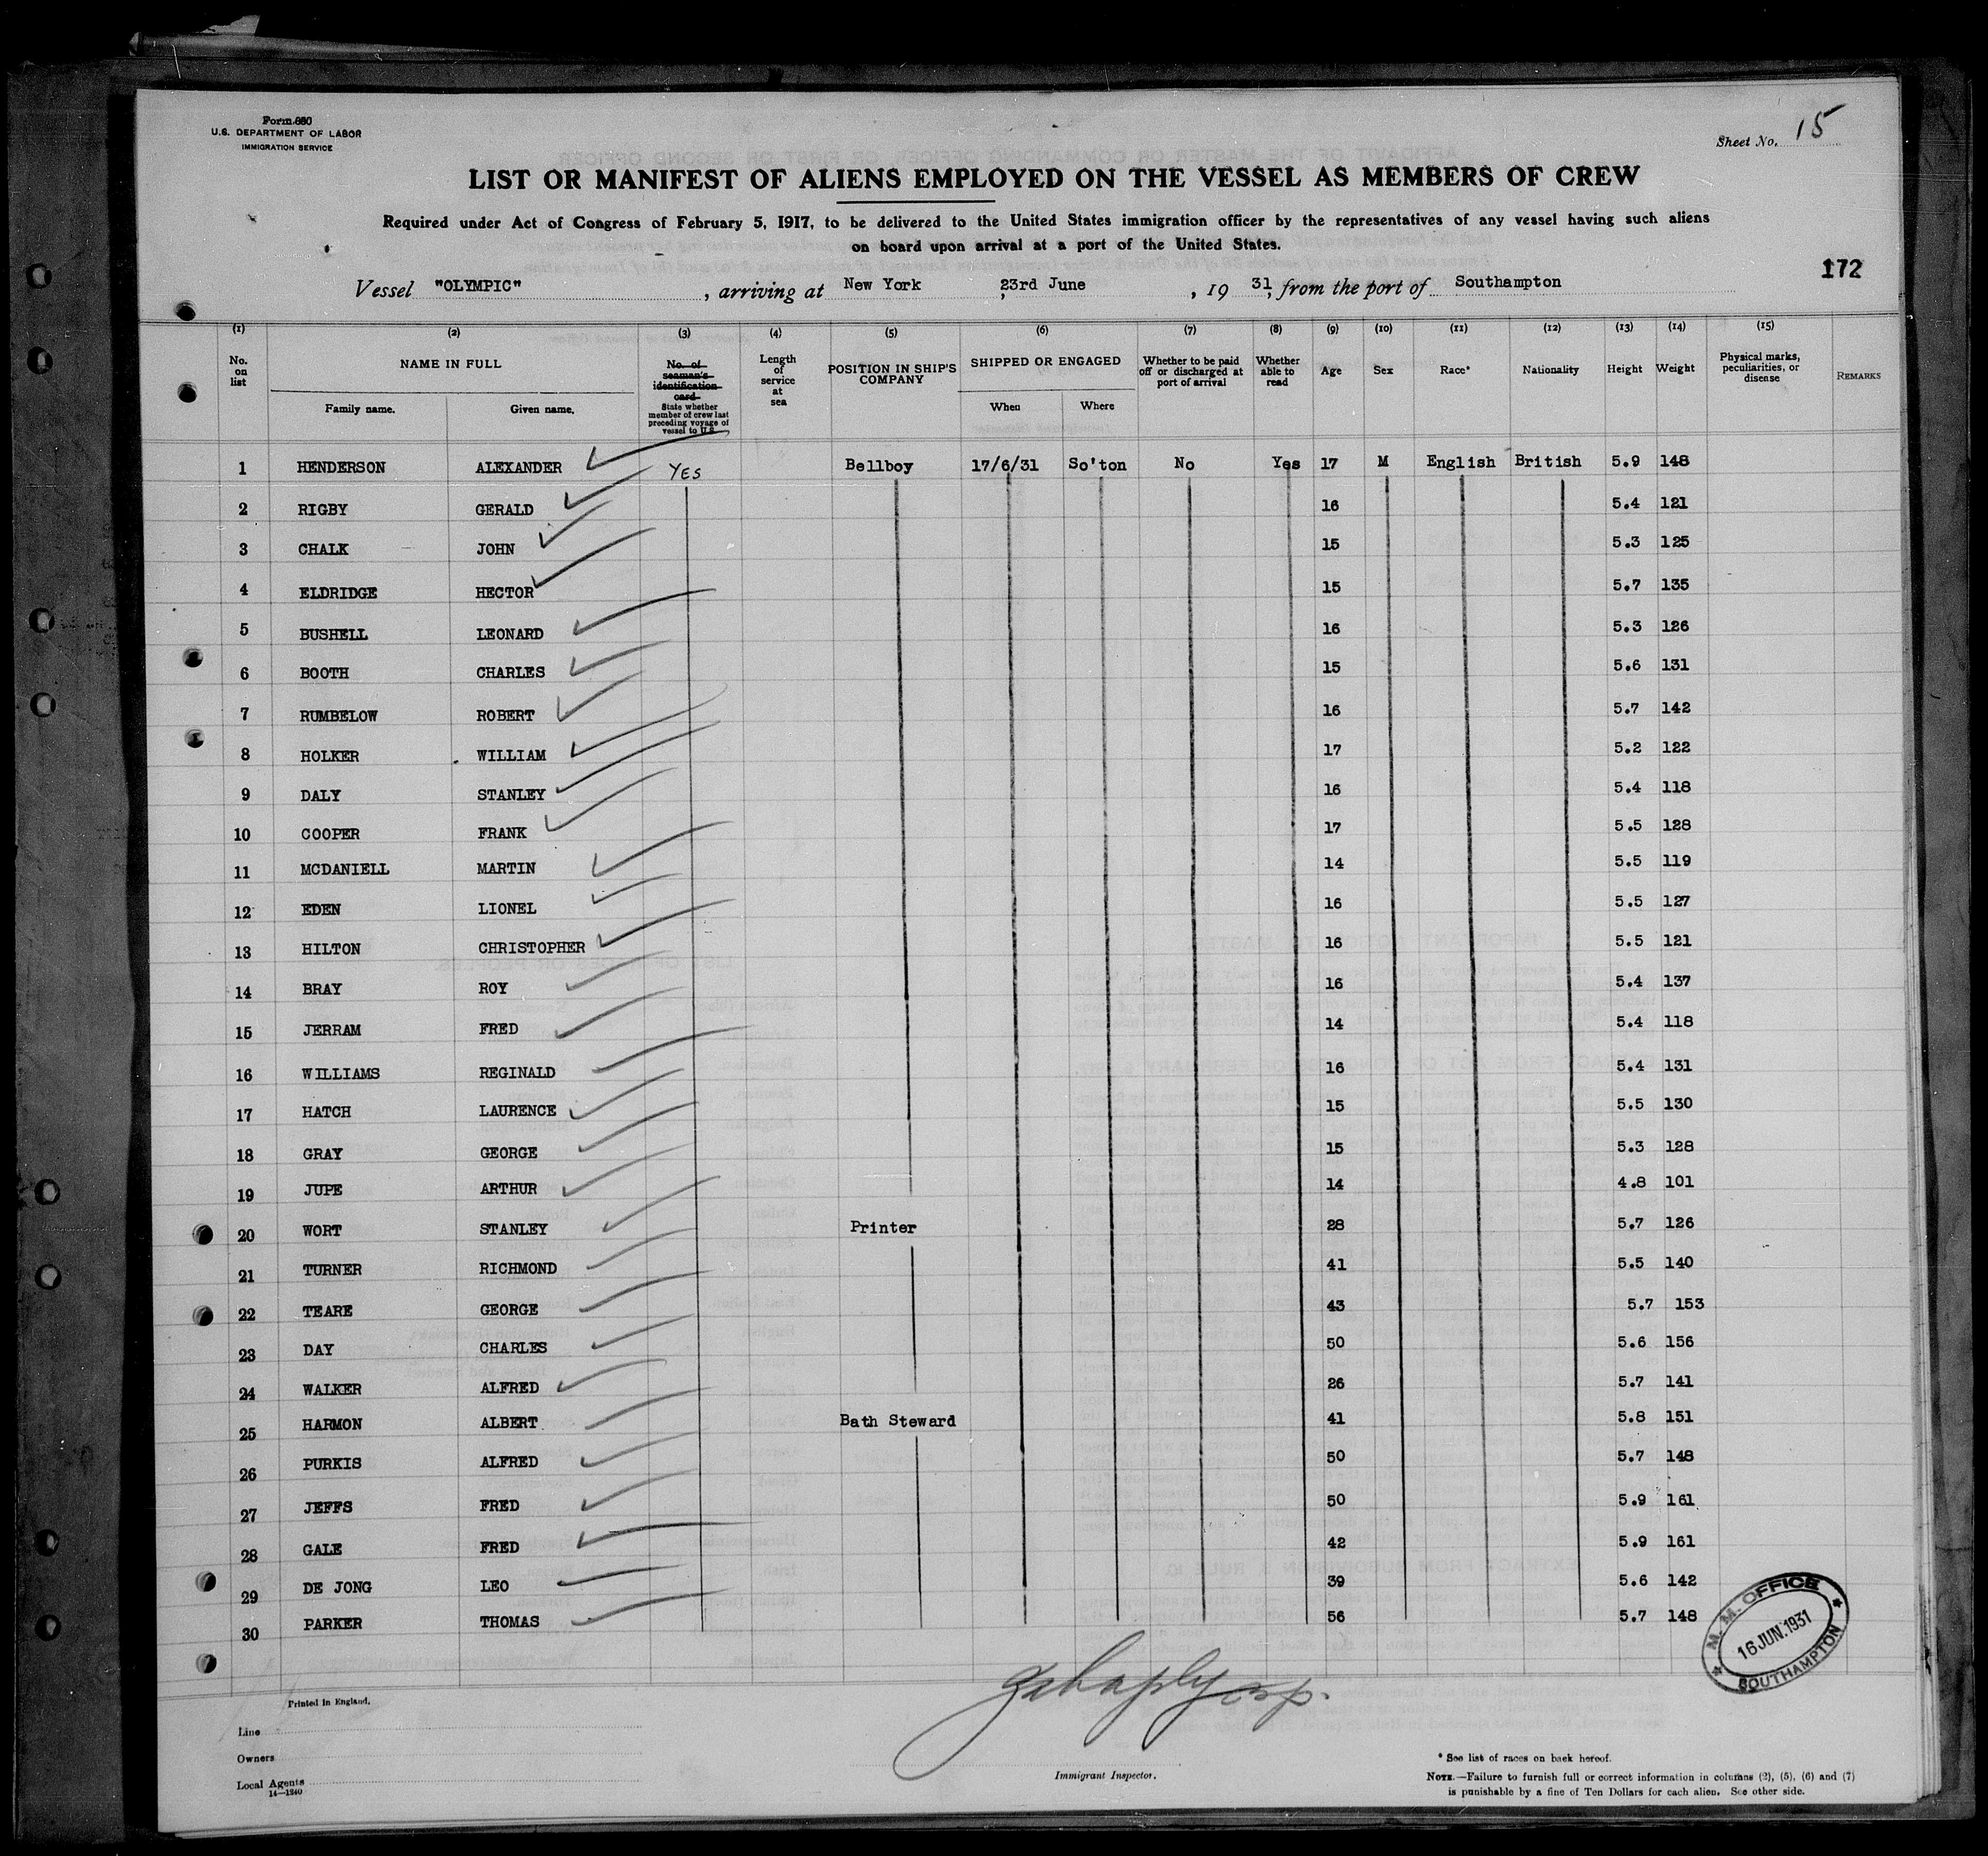 Form 680
U.S. DEPARTMENT OF LABOR
IMMIGRATION SERVICE
Sheet No. 15
LIST OR MANIFEST OF ALIENS EMPLOYED ON THE VESSEL AS MEMBERS OF CREW
Required under Act of Congress of February 5, 1917, to be delivered to the United States immigration officer by the representatives of any vessel having such aliens
on board upon arrival at a port of the United States.
172
Vessel "OLYMPIC", arriving at New York, 23rd June, 19 31, from the port of Southampton
(1) (2) (3) (4) (5) (6) (7) (8) (9) (10) (11) (12) (13) (14) (15)
No. on list NAME IN FULL Family name. Given name. No. of seaman's identification card State whether member of crew last preceding voyage of vessel to U.S. Length of service at sea POSITION IN SHIP'S COMPANY SHIPPED OR ENGAGED When Where Whether to be paid off or discharged at port of arrival Whether able to read Age Sex Race* Nationality Height Weight Physical marks, peculiarities, or disease REMARKS
1 HENDERSON ALEXANDER YES Bellboy 17/6/31 So'ton No Yes 17 M English British 5.9 148
2 RIGBY GERALD 16 5.4 121
3 CHALK JOHN 15 5.3 125
4 ELDRIDGE HECTOR 15 5.7 135
5 BUSHELL LEONARD 16 5.3 126
6 BOOTH CHARLES 15 5.6 131
7 RUMBELOW ROBERT 16 5.7 142
8 HOLKER WILLIAM 17 5.2 122
9 DALY STANLEY 16 5.4 118
10 COOPER FRANK 17 5.5 128
11 MCDANIELL MARTIN 14 5.5 119
12 EDEN LIONEL 16 5.5 127
13 HILTON CHRISTOPHER 16 5.5 121
14 BRAY ROY 16 5.4 137
15 JERRAM FRED 14 5.4 118
16 WILLIAMS REGINALD 16 5.4 131
17 HATCH LAURENCE 15 5.5 130
18 GRAY GEORGE 15 5.3 128
19 JUPE ARTHUR 14 4.8 101
20 WORT STANLEY Printer 28 5.7 126
21 TURNER RICHMOND 41 5.5 140
22 TEARE GEORGE 43 5.7 153
23 DAY CHARLES 50 5.6 156
24 WALKER ALFRED 26 5.7 141
25 HARMON ALBERT Bath Steward 41 5.8 151
26 PURKIS ALFRED 50 5.7 148
27 JEFFS FRED 50 5.9 161
28 GALE FRED 42 5.9 161
29 DE JONG LEO 39 5.6 142
30 PARKER THOMAS 56 5.7 148
M. M. OFFICE
16 JUN.1931
SOUTHAMPTON
Printed in England.
Line
Owners
Local Agents
14—1240
Immigrant Inspector.
* See list of races on back hereof.
NOTE.—Failure to furnish full or correct information in columns (2), (5), (6) and (7)
is punishable by a fine of Ten Dollars for each alien. See other side.